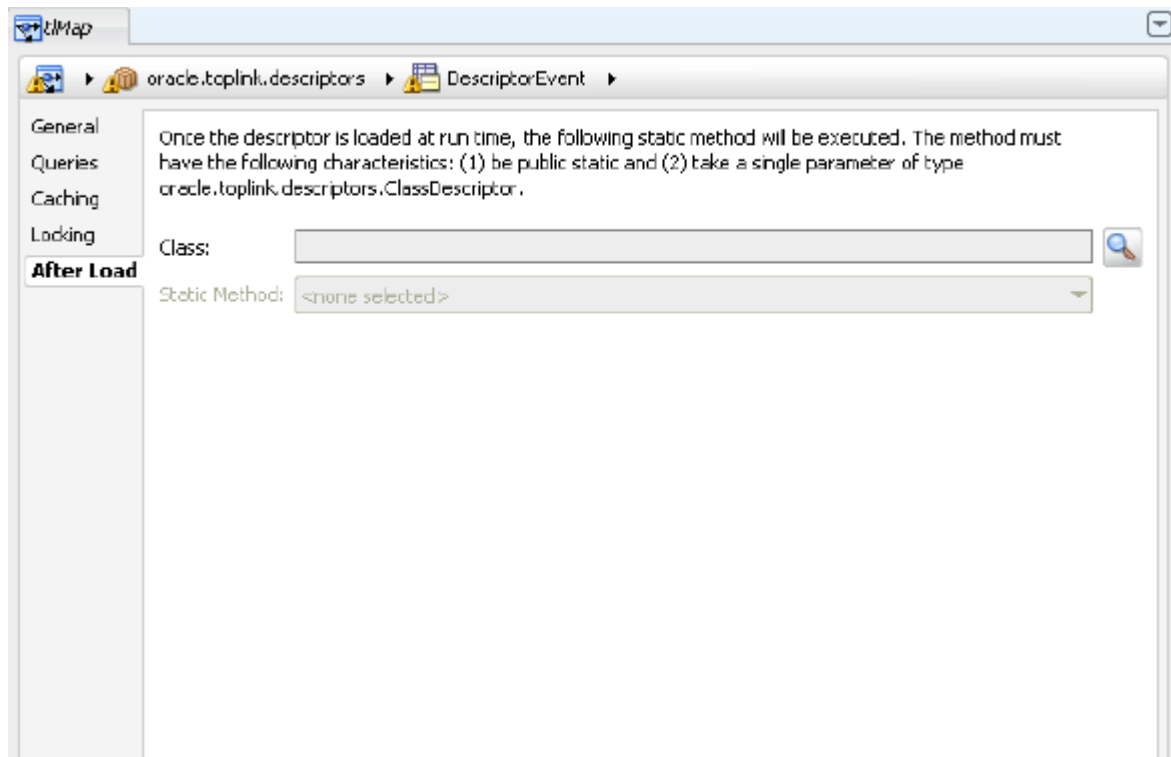 tlMap
oracle.toplink.descriptors DescriptorEvent
General
Queries
Caching
Locking
After Load
Once the descriptor is loaded at run time, the following static method will be executed. The method must
have the following characteristics: (1) be public static and (2) take a single parameter of type
oracle.toplink.descriptors.ClassDescriptor.
Class:
Static Method: <none selected>